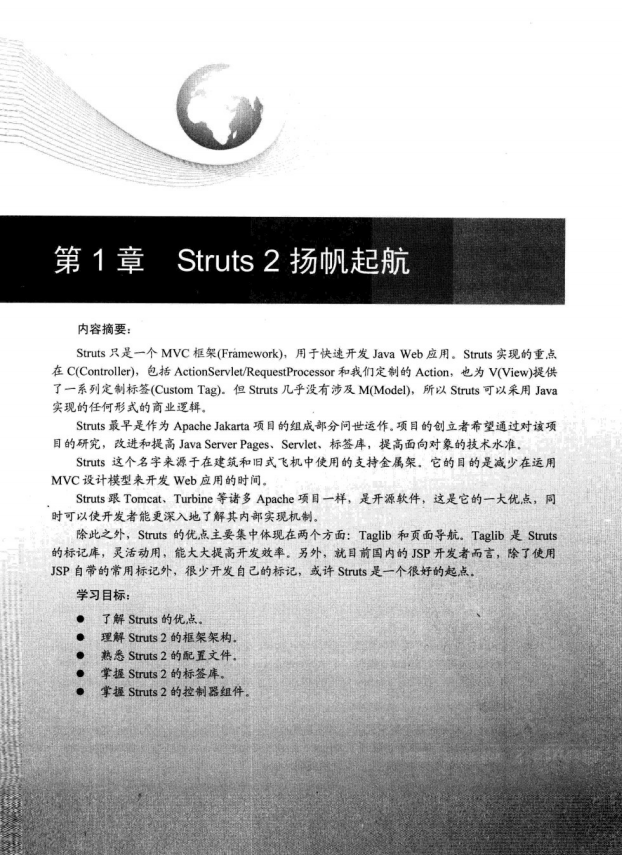 第 1 章 Struts 2 扬帆起航
内容摘要：
Struts 只是一个 MVC 框架(Framework)，用于快速开发 Java Web 应用。Struts 实现的重点
在 C(Controller)，包括 ActionServlet/RequestProcessor 和我们定制的 Action，也为 V(View)提供
了一系列定制标签(Custom Tag)。但 Struts 几乎没有涉及 M(Model)，所以 Struts 可以采用 Java
实现的任何形式的商业逻辑。
Struts 最早是作为 Apache Jakarta 项目的组成部分问世运作。项目的创立者希望通过对该项
目的研究，改进和提高 Java Server Pages、Servlet、标签库，提高面向对象的技术水准。
Struts 这个名字来源于在建筑和旧式飞机中使用的支持金属架。它的目的是减少在运用
MVC 设计模型来开发 Web 应用的时间。
Struts 跟 Tomcat、Turbine 等诸多 Apache 项目一样，是开源软件，这是它的一大优点，同
时可以使开发者能更深入地了解其内部实现机制。
除此之外，Struts 的优点主要集中体现在两个方面：Taglib 和页面导航。Taglib 是 Struts
的标记库，灵活动用，能大大提高开发效率。另外，就目前国内的 JSP 开发者而言，除了使用
JSP 自带的常用标记外，很少开发自己的标记，或许 Struts 是一个很好的起点。
学习目标：
● 了解 Struts 的优点。
● 理解 Struts 2 的框架架构。
● 熟悉 Struts 2 的配置文件。
● 掌握 Struts 2 的标签库。
● 掌握 Struts 2 的控制器组件。